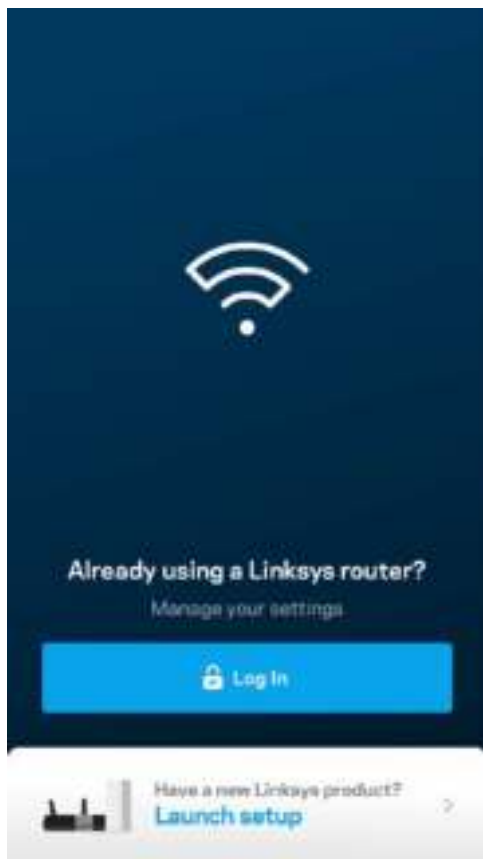 Already using a Linksys router?
Manage your settings
Log In
Have a new Linksys product?
Launch setup